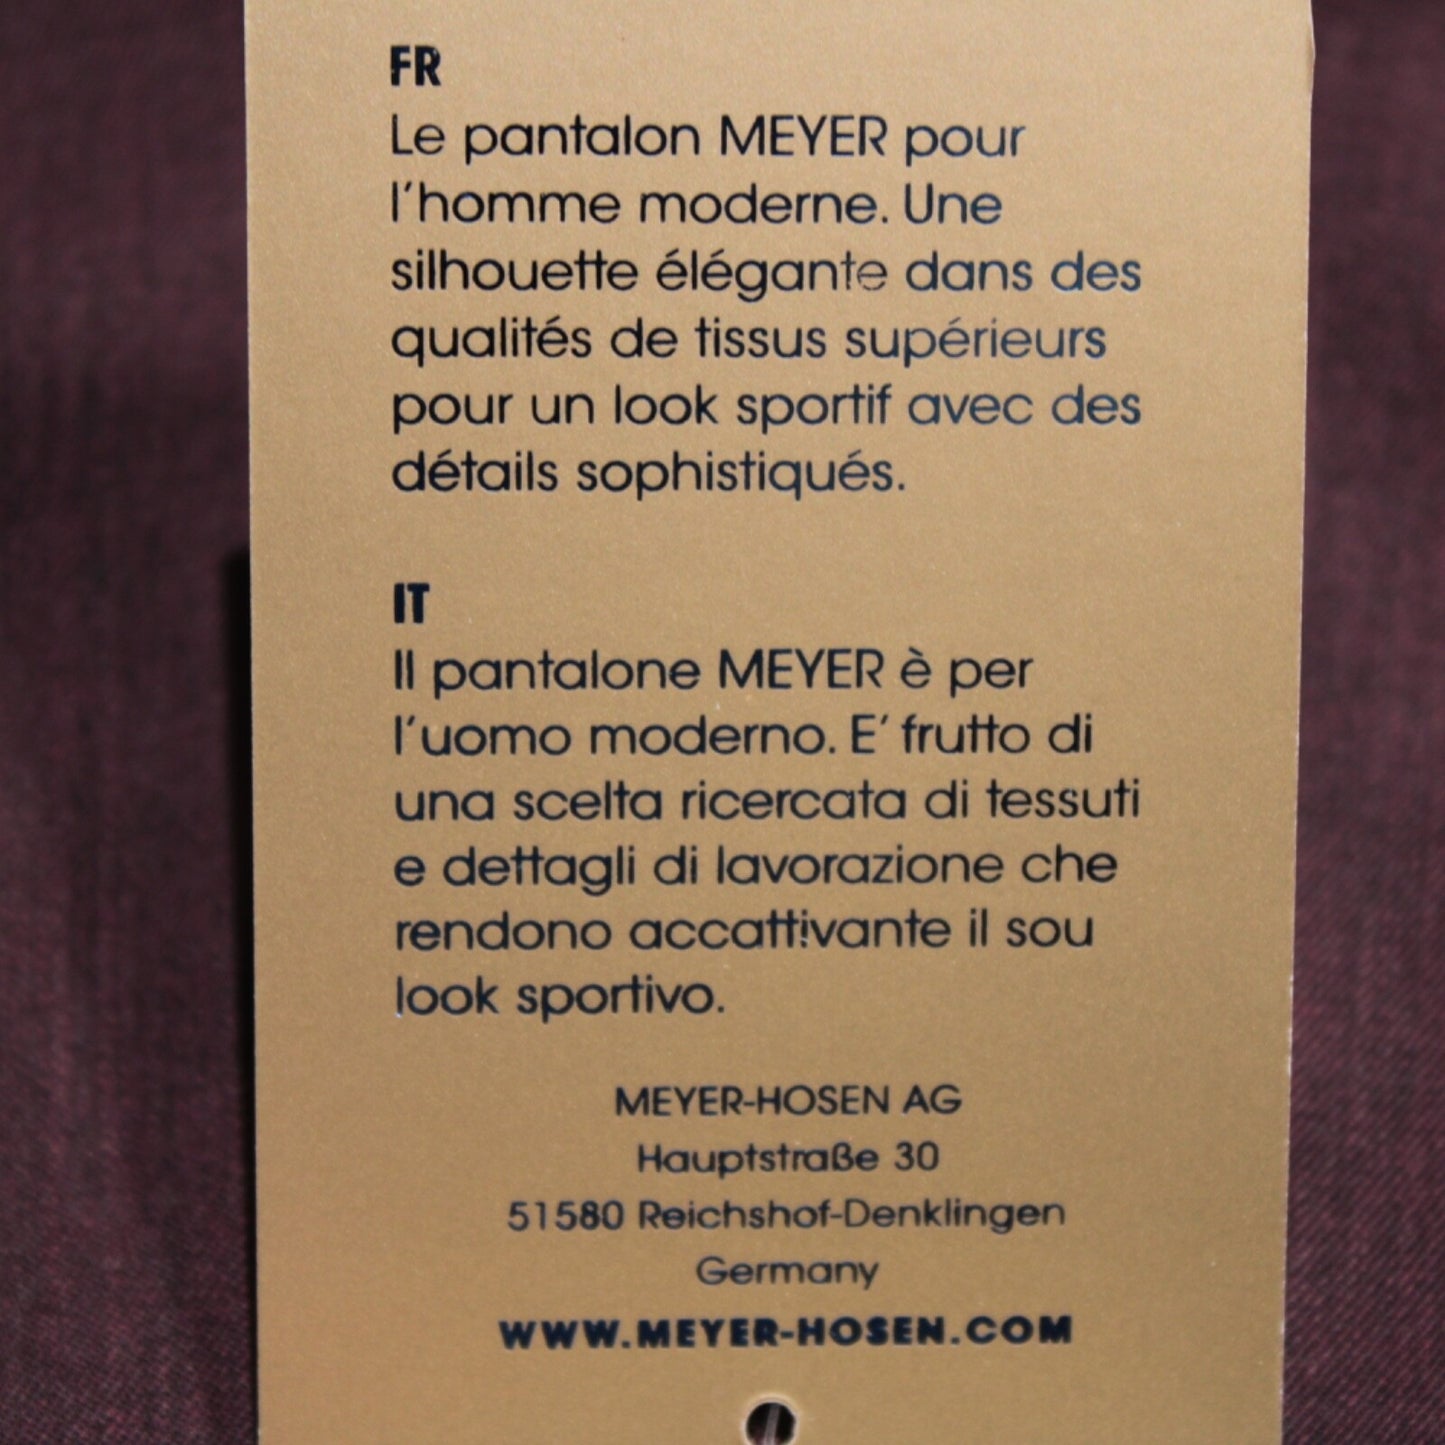 FR
Le pantalon MEYER pour
l'homme moderne. Une
silhouette élégante dans des
qualités de tissus supérieurs
pour un look sportif avec des
détails sophistiqués.
IT
Il pantalone MEYER è per
l'uomo moderno. E' frutto di
una scelta ricercata di tessuti
e dettagli di lavorazione che
rendono accattivante il sou
look sportivo.
MEYER-HOSEN AG
Hauptstraße 30
51580 Reichshof-Denklingen
Germany
WWW.MEYER-HOSEN.COM